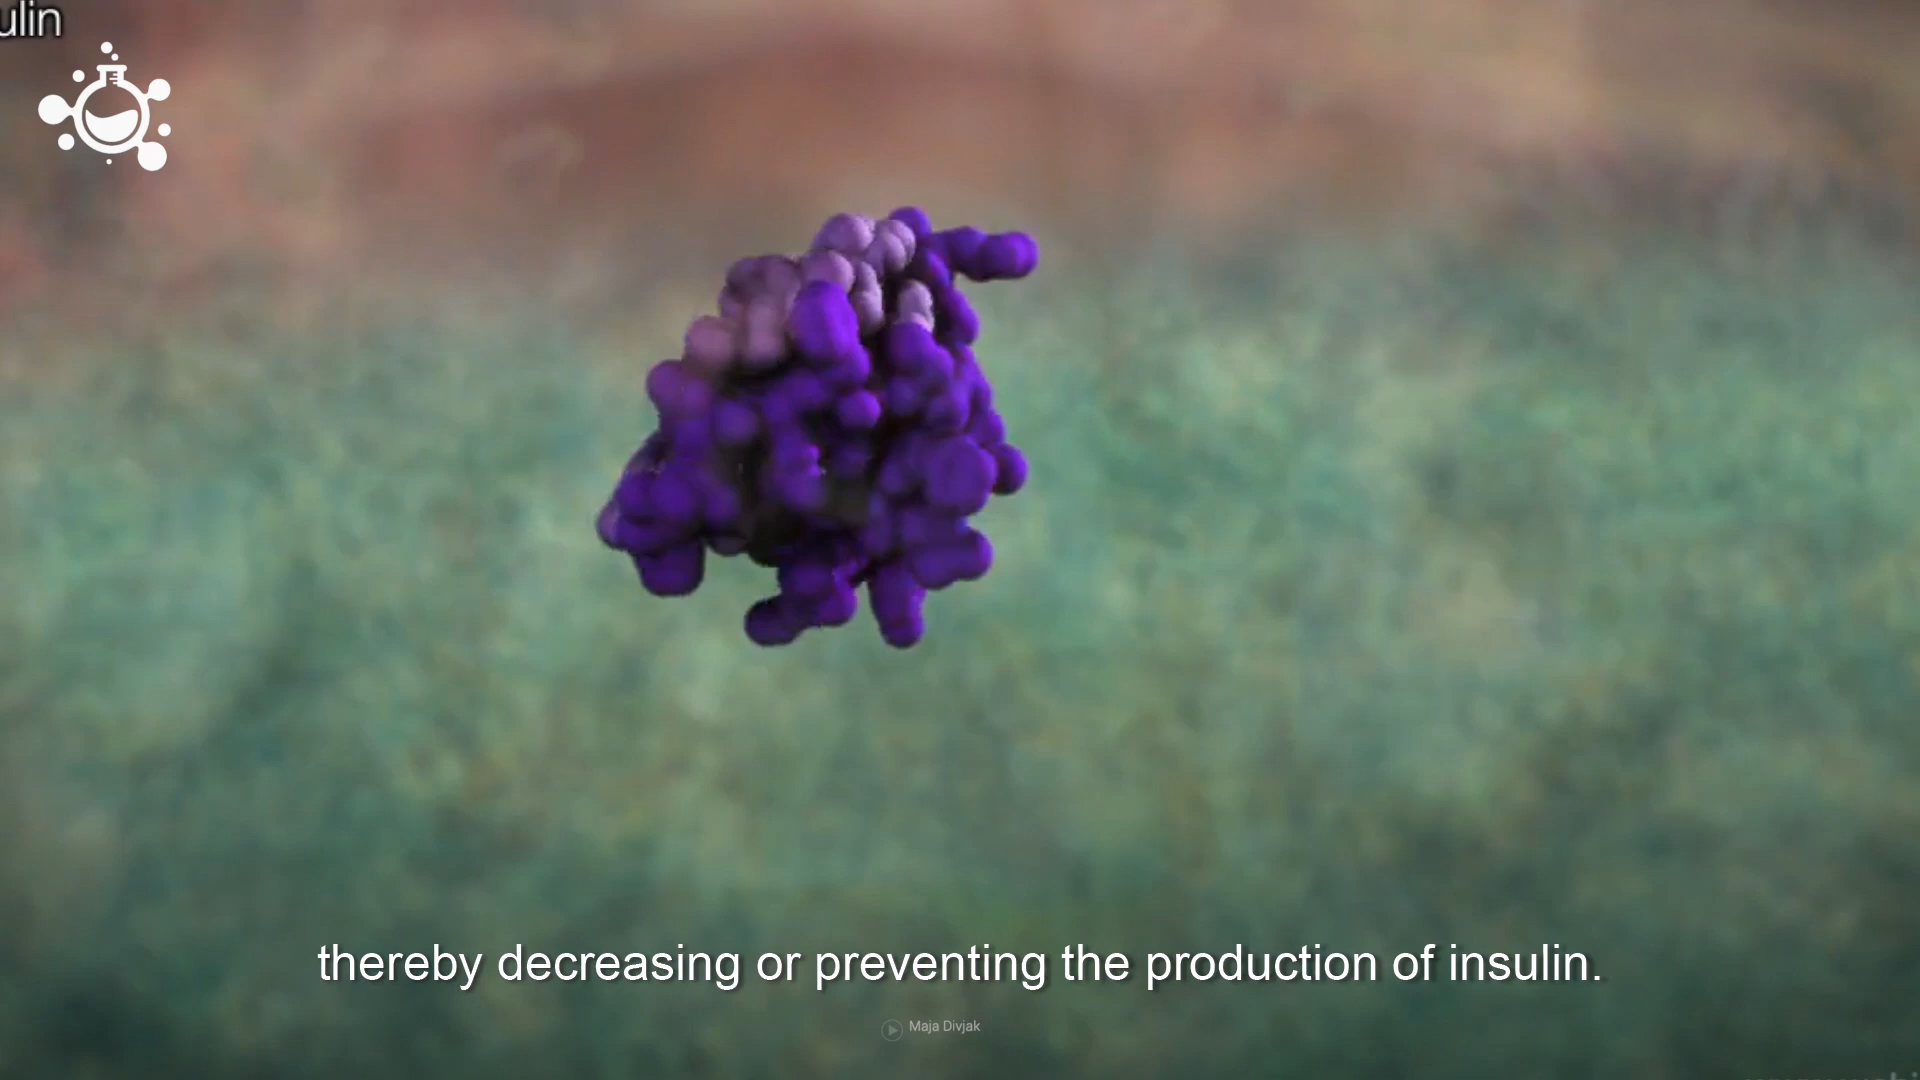 ulin
thereby decreasing or preventing the production of insulin.
Maja Divjak